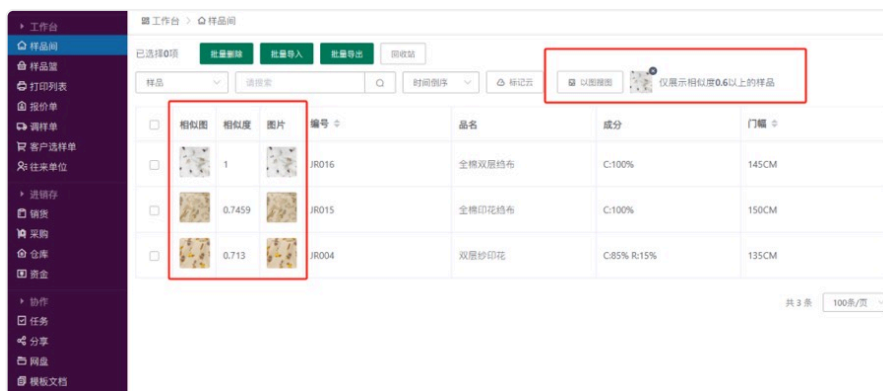 工作台
样品间
样品篮
打印列表
报价单
调样单
客户选样单
往来单位
进销存
销货
采购
仓库
资金
协作
任务
分享
网盘
模板文档
工作台 > 样品间
已选择0项 批量删除 批量导入 批量导出 回收站
样品 请搜索 时间倒序 标记云 以图搜图 仅展示相似度0.6以上的样品
相似图 相似度 图片 编号 品名 成分 门幅
1 JR016 全棉双层绉布 C:100% 145CM
0.7459 JR015 全棉印花绉布 C:100% 150CM
0.713 JR004 双层纱印花 C:85% R:15% 135CM
共 3 条 100条/页